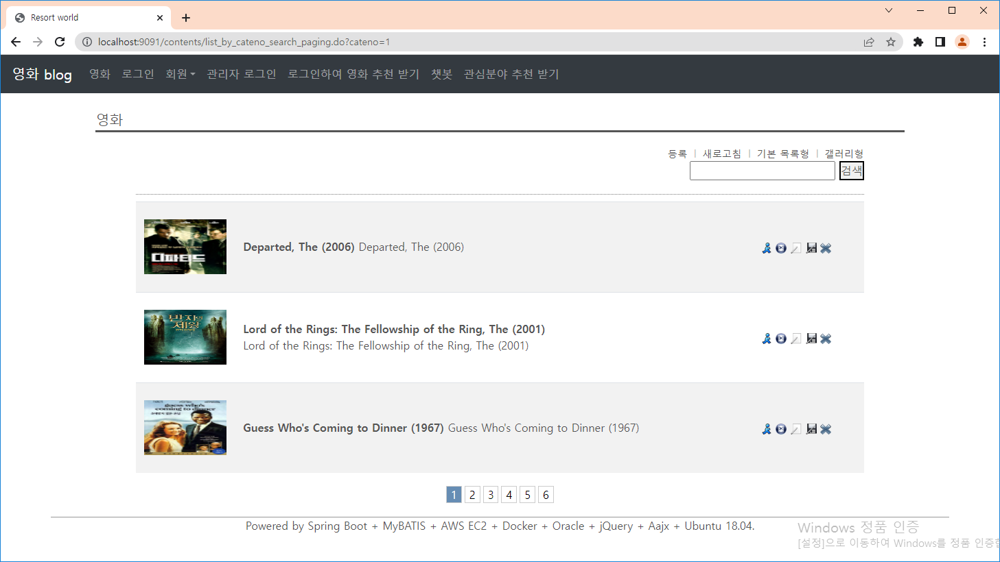 Resort world
localhost:9091/contents/list_by_cateno_search_paging.do?cateno=1
영화 blog 영화 로그인 회원 관리자 로그인 로그인하여 영화 추천 받기 챗봇 관심분야 추천 받기
영화
등록 | 새로고침 | 기본 목록형 | 갤러리형
검색
디파티드
Departed, The (2006) Departed, The (2006)
반지의
제왕
Lord of the Rings: The Fellowship of the Ring, The (2001)
Lord of the Rings: The Fellowship of the Ring, The (2001)
guess who's
coming to dinner
Guess Who's Coming to Dinner (1967) Guess Who's Coming to Dinner (1967)
1 2 3 4 5 6
Powered by Spring Boot + MyBATIS + AWS EC2 + Docker + Oracle + jQuery + Aajx + Ubuntu 18.04.
Windows 정품 인증
[설정]으로 이동하여 Windows를 정품 인증합